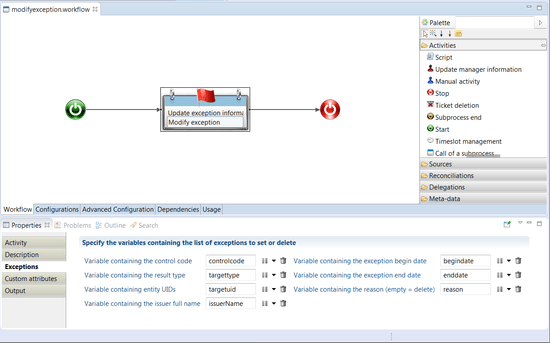 modifyexception.workflow
Palette
Activities
Script
Update manager information
Manual activity
Stop
Ticket deletion
Subprocess end
Start
Timeslot management
Call of a subprocess...
Sources
Reconciliations
Delegations
Meta-data
Update exception informa
Modify exception
Workflow Configurations Advanced Configuration Dependencies Usage
Properties Problems Outline Search
Activity
Description
Exceptions
Custom attributes
Output
Specify the variables containing the list of exceptions to set or delete
Variable containing the control code controlcode Variable containing the exception begin date begindate
Variable containing the result type targettype Variable containing the exception end date enddate
Variable containing entity UIDs targetuid Variable containing the reason (empty = delete) reason
Variable containing the issuer full name issuerName